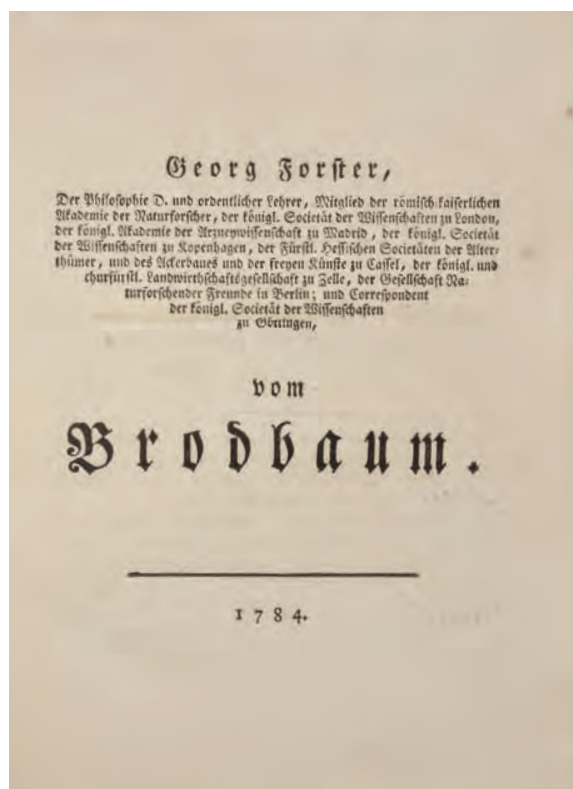 Georg Forster,
Der Philosophie D. und ordentlicher Lehrer, Mitglied der römisch kaiserlichen
Akademie der Naturforscher, der königl. Societät der Wissenschaften zu London,
der königl. Akademie der Arzneywissenschaft zu Madrid, der königl. Societät
der Wissenschaften zu Kopenhagen, der Fürstl. Hessischen Societäten der Alter-
thümer, und des Ackerbaues und der freyen Künste zu Cassel, der königl. und
churfürstl. Landwirthschaftsgesellschaft zu Zelle, der Gesellschaft Na-
turforschender Freunde in Berlin; und Correspondent
der königl. Societät der Wissenschaften
zu Göttingen,
vom
Brodbaum.
1784.